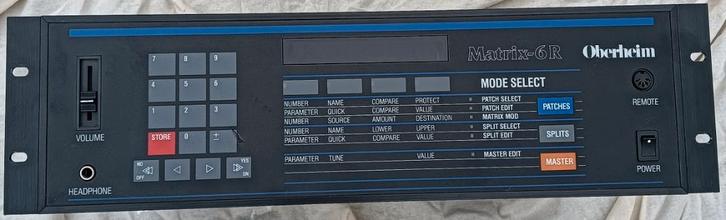 Matrix-6R Oberheim
7 8 9
4 5 6
1 2 3
STORE 0 ±
NO OFF YES ON
VOLUME
HEADPHONE
MODE SELECT
NUMBER NAME COMPARE PROTECT PATCH SELECT
PARAMETER QUICK COMPARE VALUE PATCH EDIT
NUMBER SOURCE AMOUNT DESTINATION MATRIX MOD
NUMBER NAME LOWER UPPER SPLIT SELECT
PARAMETER QUICK COMPARE VALUE SPLIT EDIT
PARAMETER TUNE VALUE MASTER EDIT
PATCHES
SPLITS
MASTER
REMOTE
POWER